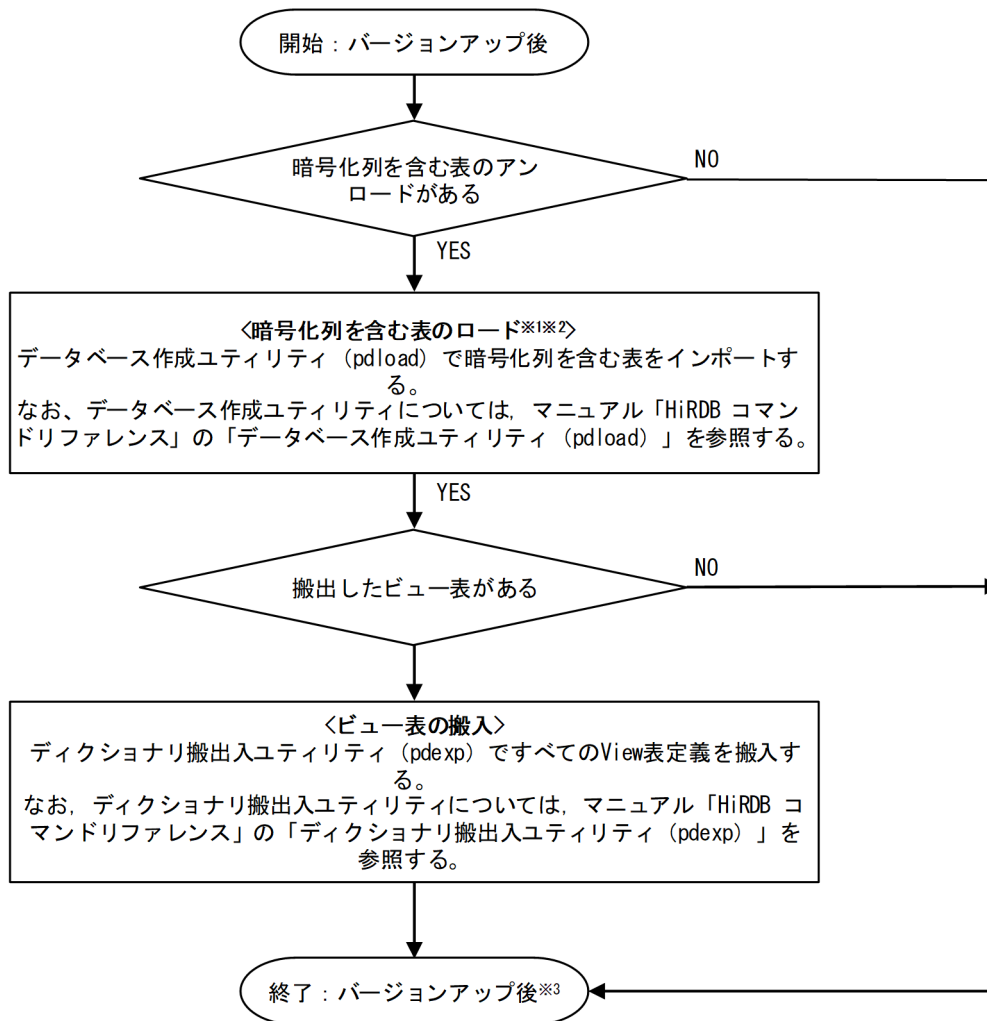 開始：バージョンアップ後
暗号化列を含む表のアン
ロードがある
NO
YES
<暗号化列を含む表のロード※1※2>
データベース作成ユティリティ（pdload）で暗号化列を含む表をインポートす
る。
なお、データベース作成ユティリティについては，マニュアル「HiRDB コマン
ドリファレンス」の「データベース作成ユティリティ（pdload）」を参照する。
YES
搬出したビュー表がある
NO
<ビュー表の搬入>
ディクショナリ搬出入ユティリティ（pdexp）ですべてのView表定義を搬入す
る。
なお，ディクショナリ搬出入ユティリティについては，マニュアル「HiRDB コ
マンドリファレンス」の「ディクショナリ搬出入ユティリティ（pdexp）」を
参照する。
終了：バージョンアップ後※3